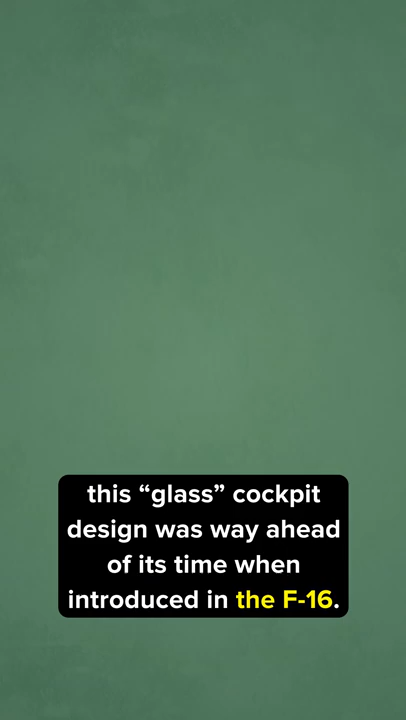 this “glass” cockpit
design was way ahead
of its time when
introduced in the F-16.